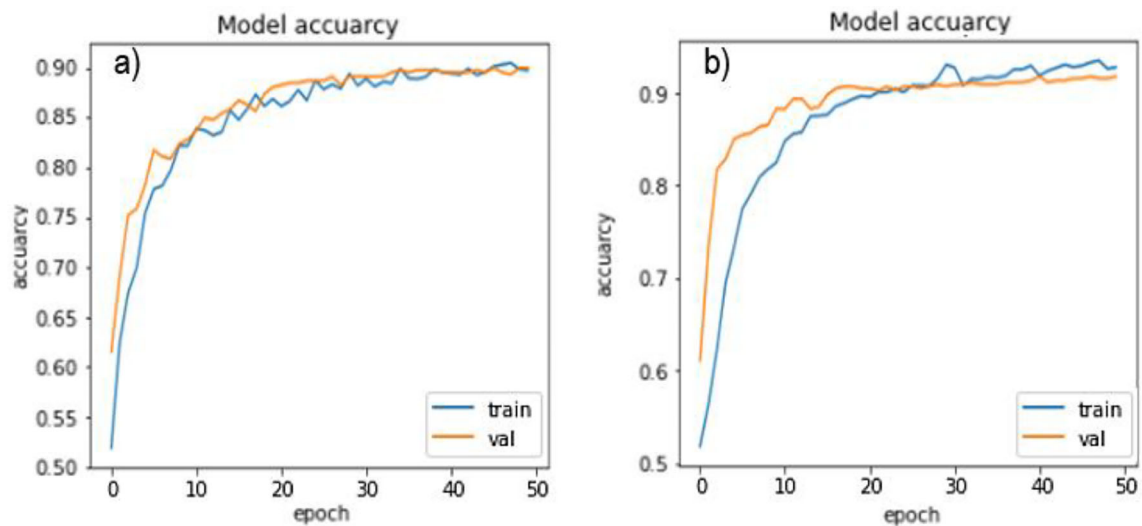 Model accuarcy
a)
accuarcy
0.90
0.85
0.80
0.75
0.70
0.65
0.60
0.55
0.50
0 10 20 30 40 50
epoch
train
val
Model accuarcy
b)
accuarcy
0.9
0.8
0.7
0.6
0.5
0 10 20 30 40 50
epoch
train
val